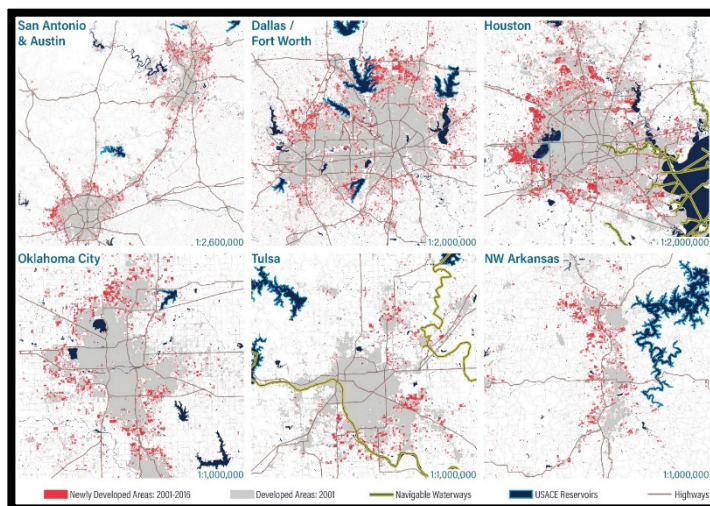 San Antonio
& Austin
1:2,600,000
Dallas /
Fort Worth
1:2,000,000
Houston
1:2,000,000
Oklahoma City
1:1,000,000
Tulsa
1:1,000,000
NW Arkansas
1:1,000,000
Newly Developed Areas: 2001-2016
Developed Areas: 2001
Navigable Waterways
USACE Reservoirs
Highways